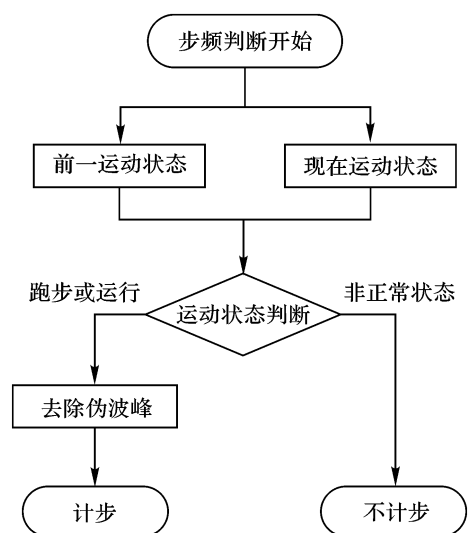 步频判断开始
前一运动状态
现在运动状态
跑步或运行
非正常状态
运动状态判断
去除伪波峰
计步
不计步